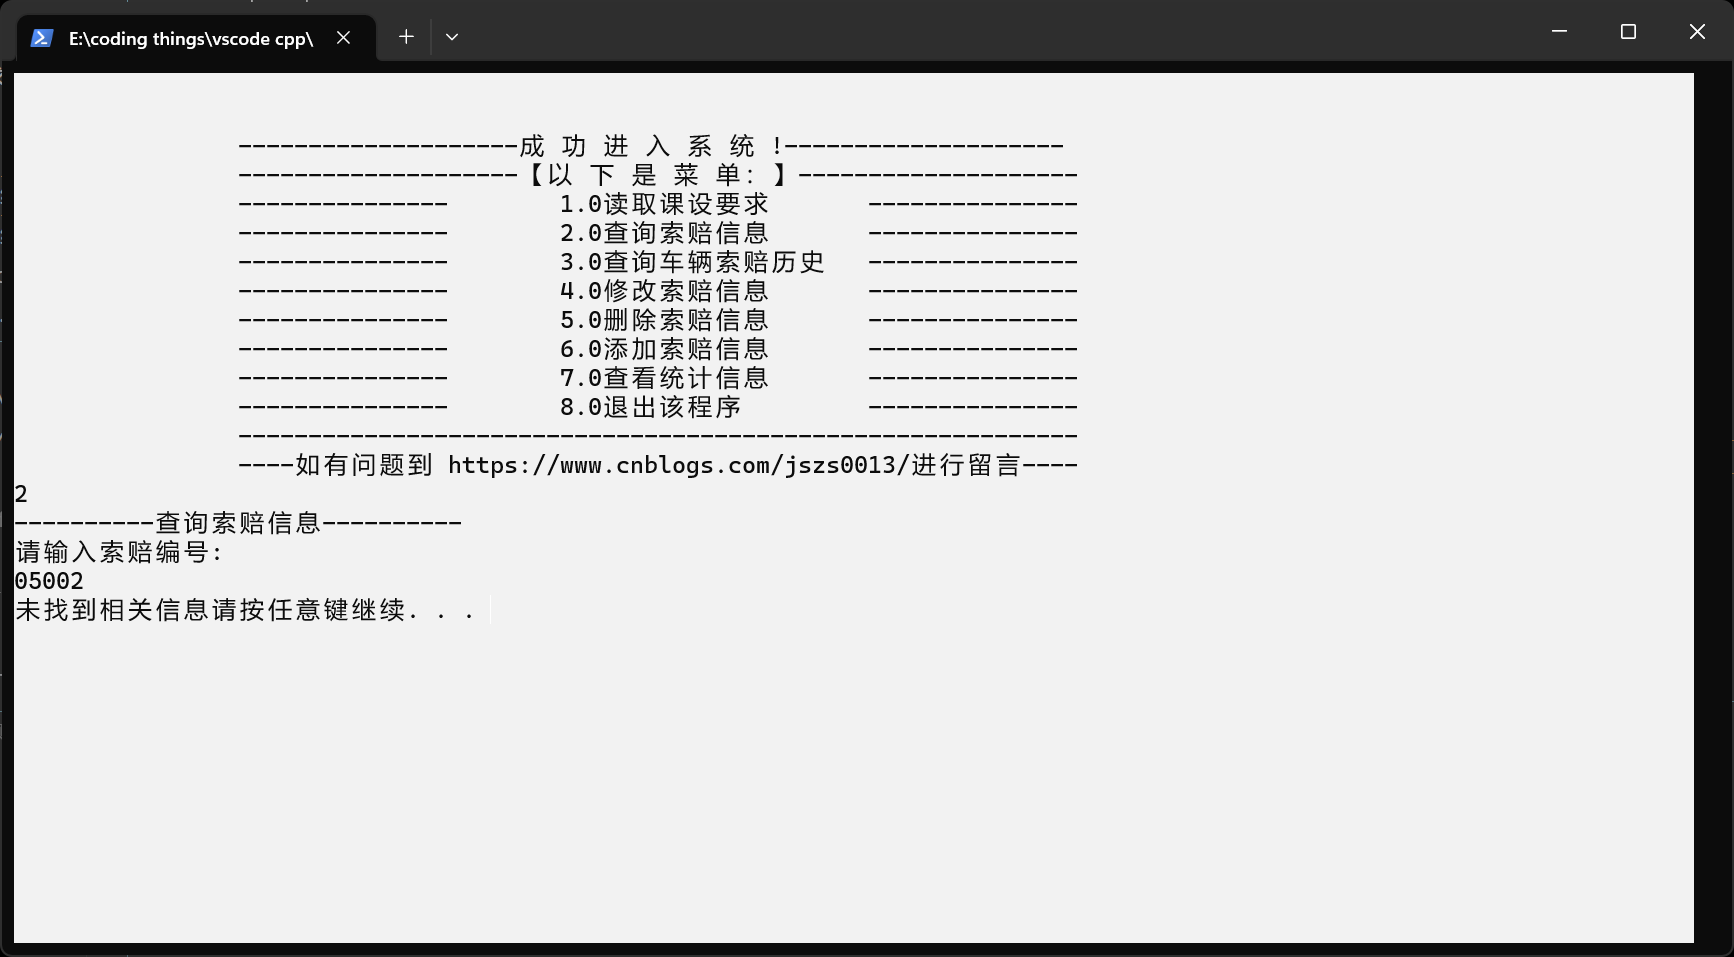 E:\coding things\vscode cpp\
--------------------成 功 进 入 系 统 !--------------------
--------------------【以 下 是 菜 单: 】--------------------
---------------        1.0读取课设要求       ---------------
---------------        2.0查询索赔信息       ---------------
---------------        3.0查询车辆索赔历史   ---------------
---------------        4.0修改索赔信息       ---------------
---------------        5.0删除索赔信息       ---------------
---------------        6.0添加索赔信息       ---------------
---------------        7.0查看统计信息       ---------------
---------------        8.0退出该程序         ---------------
------------------------------------------------------------
----如有问题到 https://www.cnblogs.com/jszs0013/进行留言----
2
----------查询索赔信息----------
请输入索赔编号:
05002
未找到相关信息请按任意键继续. . .